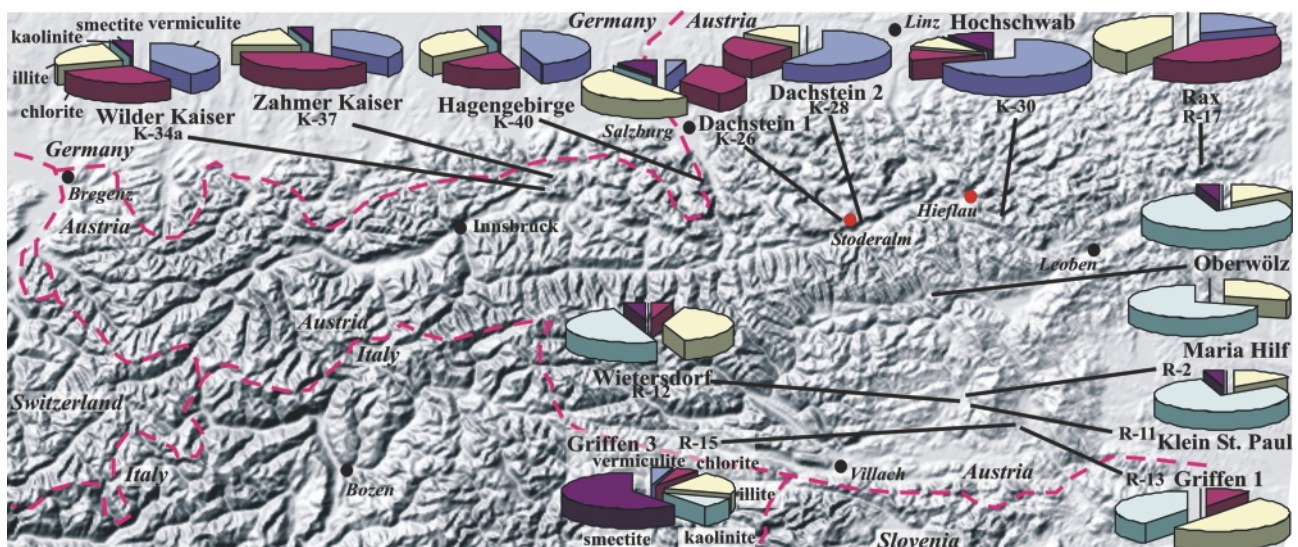 Germany Austria
Linz Hochschwab
smectite vermiculite
kaolinite
illite
chlorite
Wilder Kaiser
K-34a
Zahmer Kaiser
K-37
Hagengebirge
K-40
Salzburg
Dachstein 1
K-26
Dachstein 2
K-28
K-30
Rax
R-17
Germany
Bregenz
Austria
Innsbruck
Stoderalm
Hieflau
Leoben
Oberwölz
Austria
Italy
Maria Hilf
R-2
Wietersdorf
R-12
Switzerland
R-11
Klein St. Paul
Griffen 3 R-15
vermiculite chlorite
illite
kaolinite
smectite
Italy
Bozen
Villach
Austria
R-13 Griffen 1
Slovenia